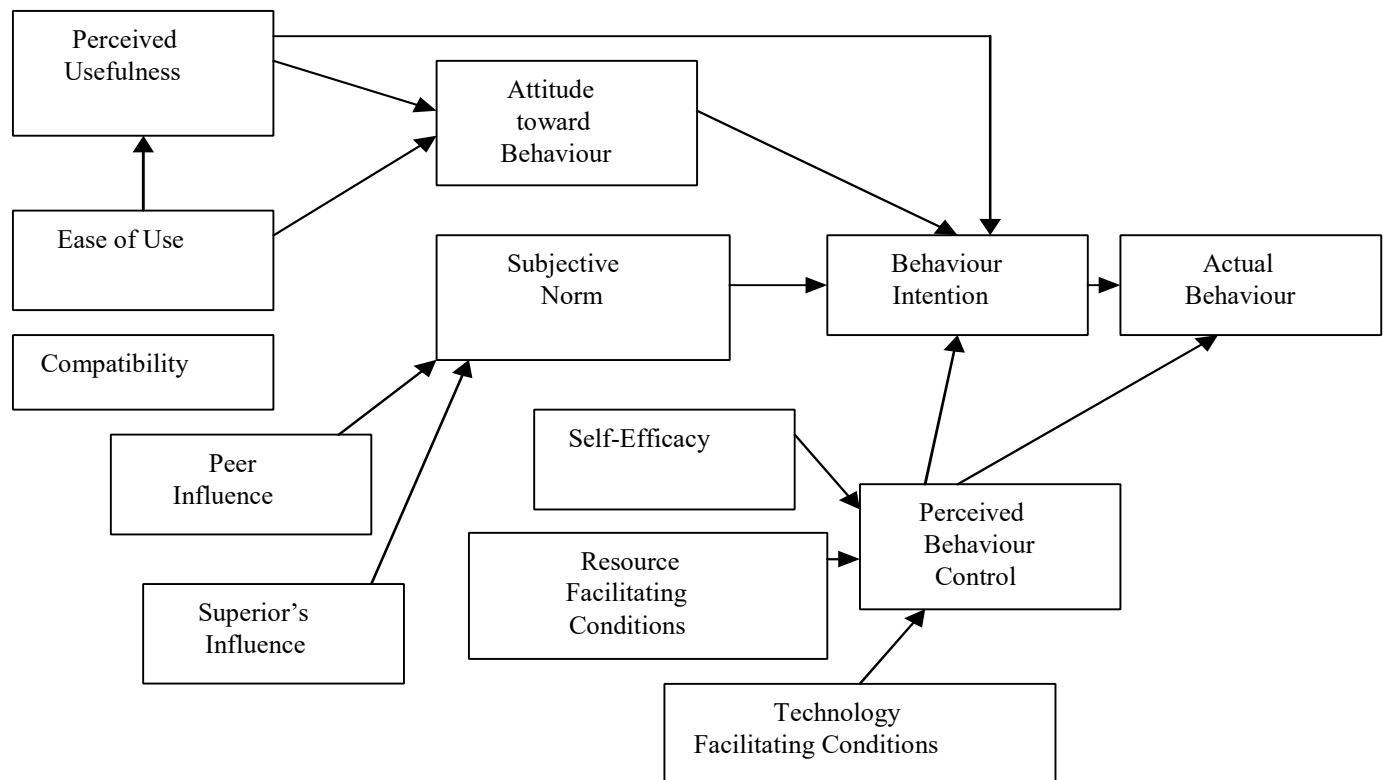 Perceived
Usefulness
Attitude
toward
Behaviour
Ease of Use
Subjective
Norm
Behaviour
Intention
Actual
Behaviour
Compatibility
Peer
Influence
Self-Efficacy
Perceived
Behaviour
Control
Resource
Facilitating
Conditions
Superior’s
Influence
Technology
Facilitating Conditions